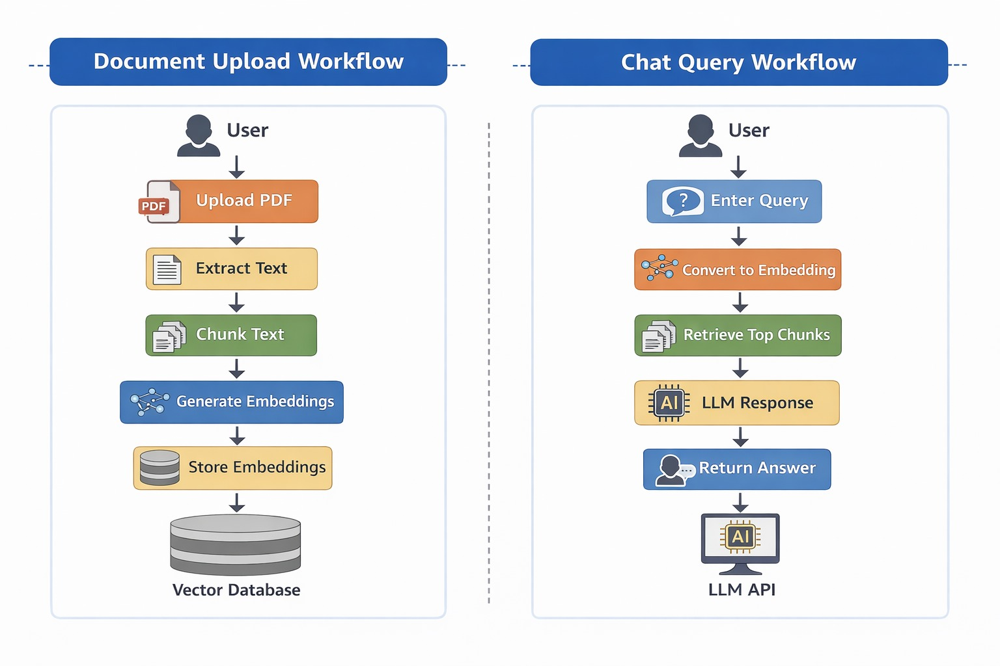 Document Upload Workflow
User
PDF
Upload PDF
Extract Text
Chunk Text
Generate Embeddings
Store Embeddings
Vector Database
Chat Query Workflow
User
?
Enter Query
Convert to Embedding
Retrieve Top Chunks
AI
LLM Response
Return Answer
AI
LLM API